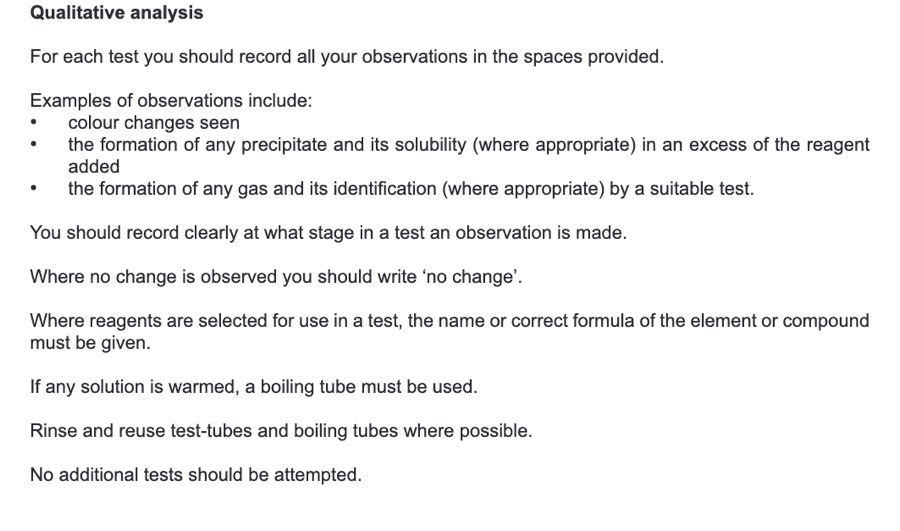 Qualitative analysis
For each test you should record all your observations in the spaces provided.
Examples of observations include:
• colour changes seen
• the formation of any precipitate and its solubility (where appropriate) in an excess of the reagent
added
• the formation of any gas and its identification (where appropriate) by a suitable test.
You should record clearly at what stage in a test an observation is made.
Where no change is observed you should write ‘no change’.
Where reagents are selected for use in a test, the name or correct formula of the element or compound
must be given.
If any solution is warmed, a boiling tube must be used.
Rinse and reuse test-tubes and boiling tubes where possible.
No additional tests should be attempted.